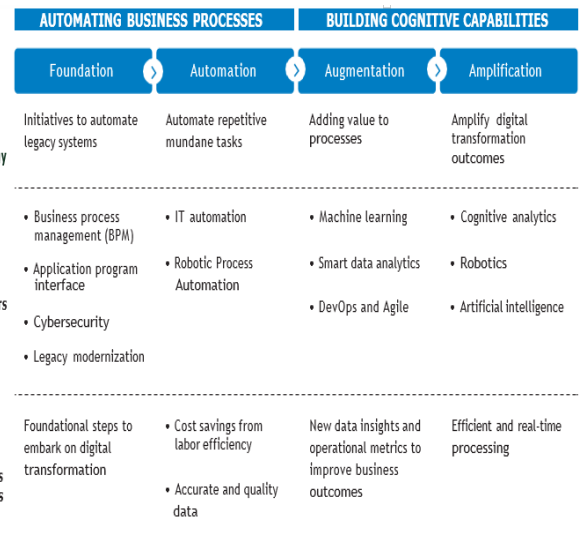 AUTOMATING BUSINESS PROCESSES
BUILDING COGNITIVE CAPABILITIES
Foundation
Automation
Augmentation
Amplification
Initiatives to automate
legacy systems
Automate repetitive
mundane tasks
Adding value to
processes
Amplify digital
transformation
outcomes
• Business process
management (BPM)
• Application program
interface
• Cybersecurity
• Legacy modernization
• IT automation
• Robotic Process
Automation
• Machine learning
• Smart data analytics
• DevOps and Agile
• Cognitive analytics
• Robotics
• Artificial intelligence
Foundational steps to
embark on digital
transformation
• Cost savings from
labor efficiency
• Accurate and quality
data
New data insights and
operational metrics to
improve business
outcomes
Efficient and real-time
processing